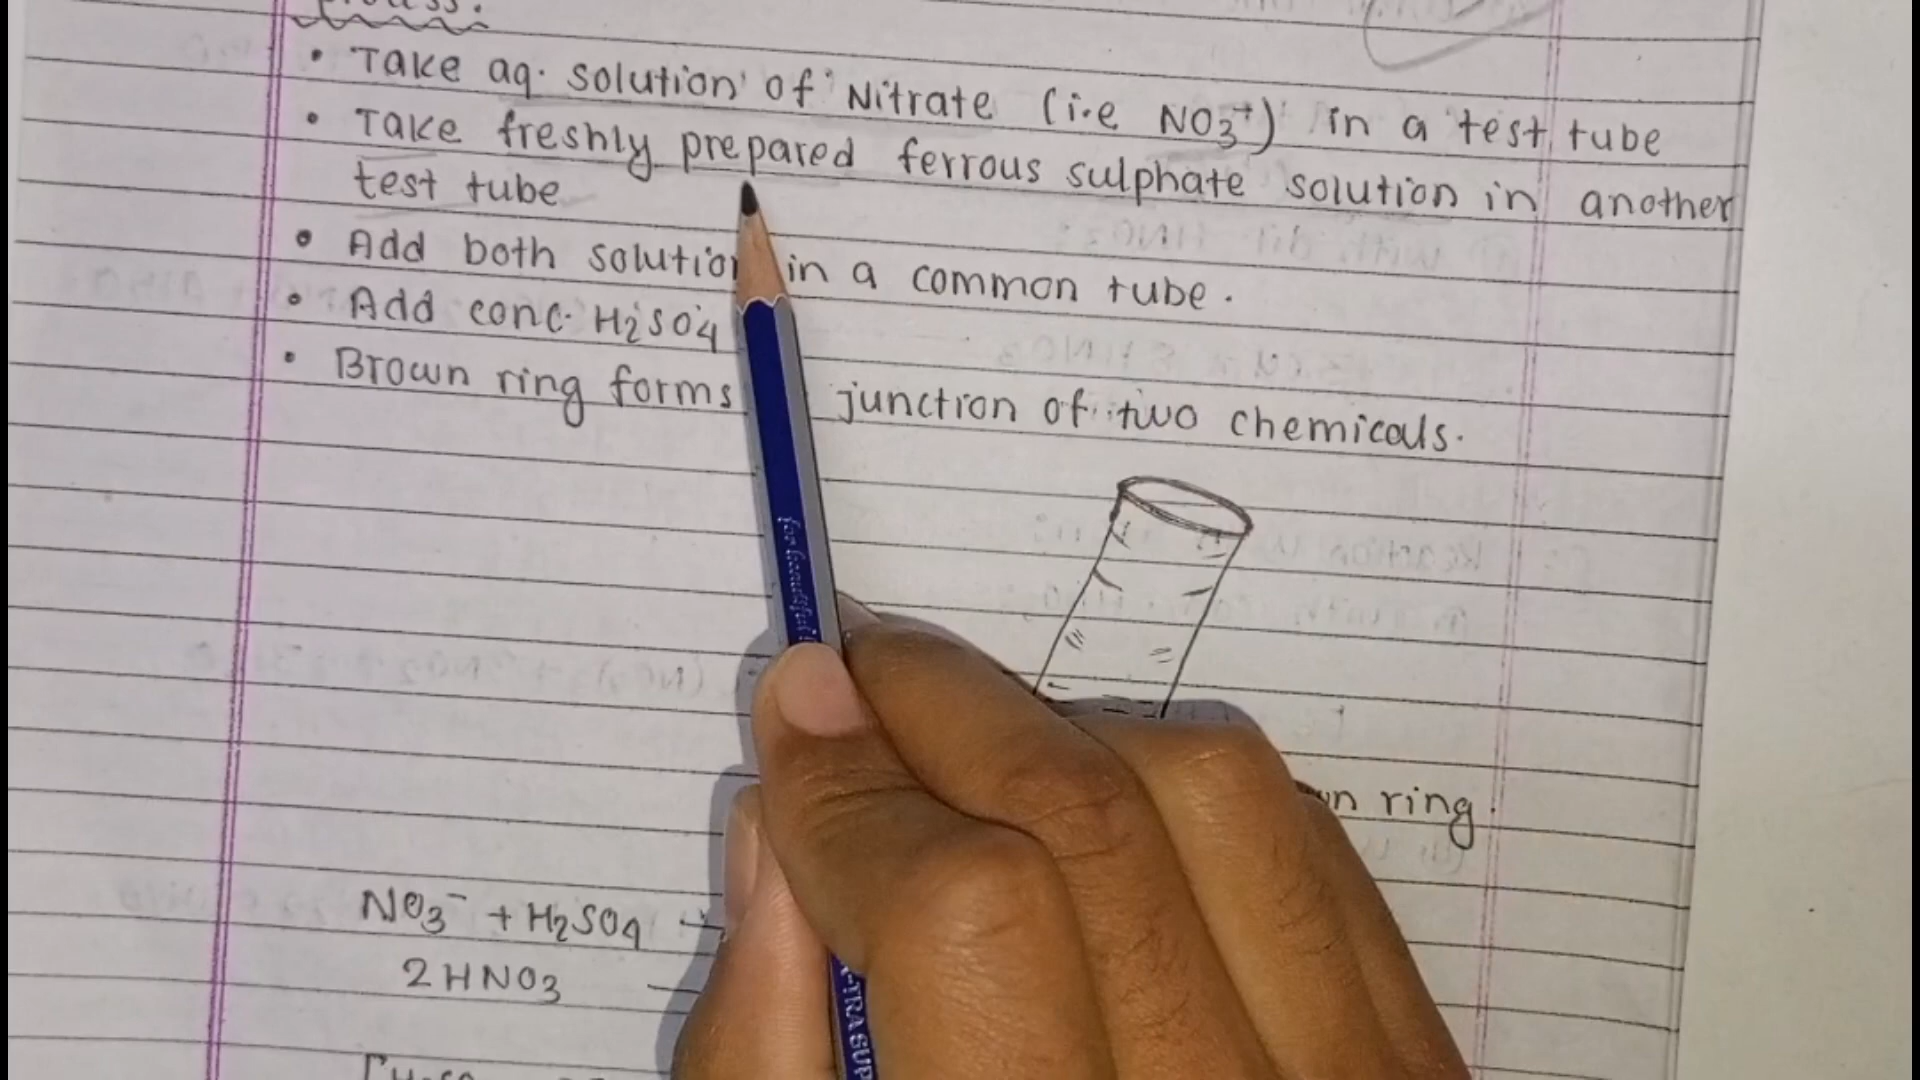 • Take aq. solution of Nitrate (i.e NO3+) in a test tube
• Take freshly prepared ferrous sulphate solution in another
test tube
• Add both solution in a common tube.
• Add conc. H2SO4
• Brown ring forms junction of two chemicals.
ring.
NO3- + H2SO4
2HNO3